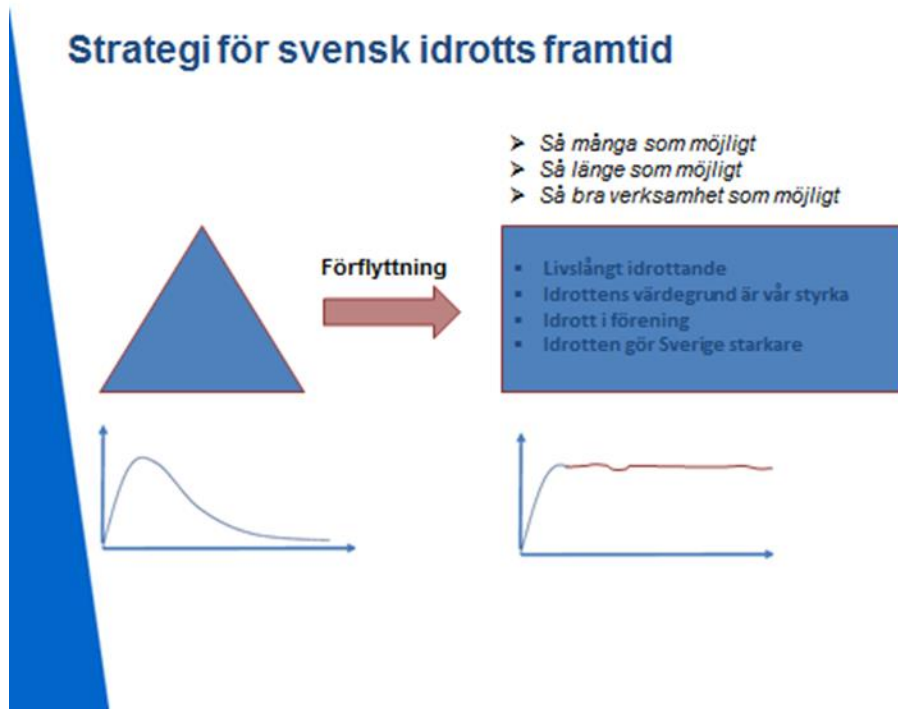 Strategi för svensk idrotts framtid
➢ Så många som möjligt
➢ Så länge som möjligt
➢ Så bra verksamhet som möjligt
Förflyttning
▪ Livslångt idrottande
▪ Idrottens värdegrund är vår styrka
▪ Idrott i förening
▪ Idrotten gör Sverige starkare